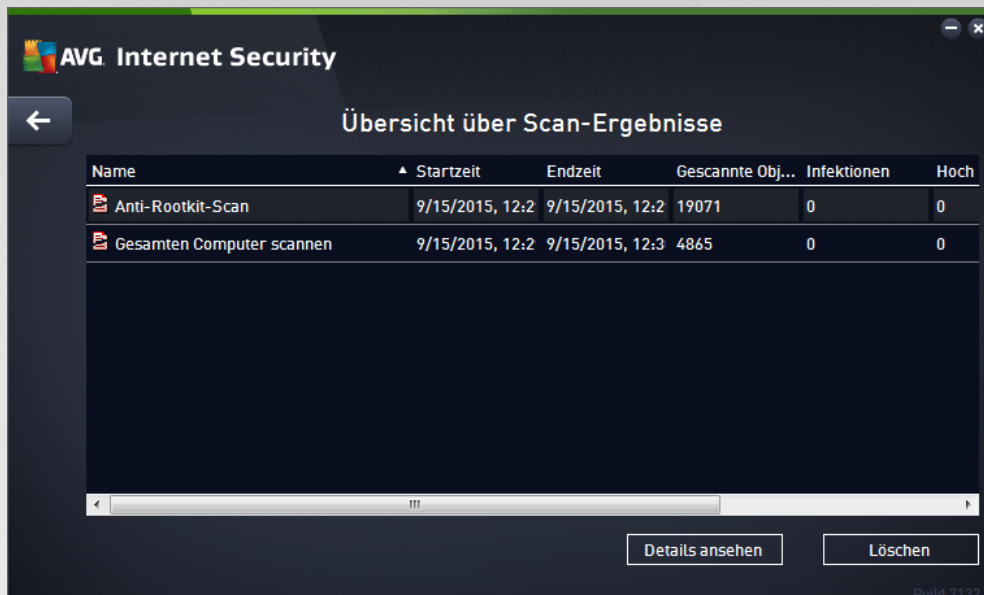 AVG. Internet Security
Übersicht über Scan-Ergebnisse
Name Startzeit Endzeit Gescannte Obj... Infektionen Hoch
Anti-Rootkit-Scan 9/15/2015, 12:2 9/15/2015, 12:2 19071 0 0
Gesamten Computer scannen 9/15/2015, 12:2 9/15/2015, 12:3 4865 0 0
Details ansehen Löschen
Build 7132